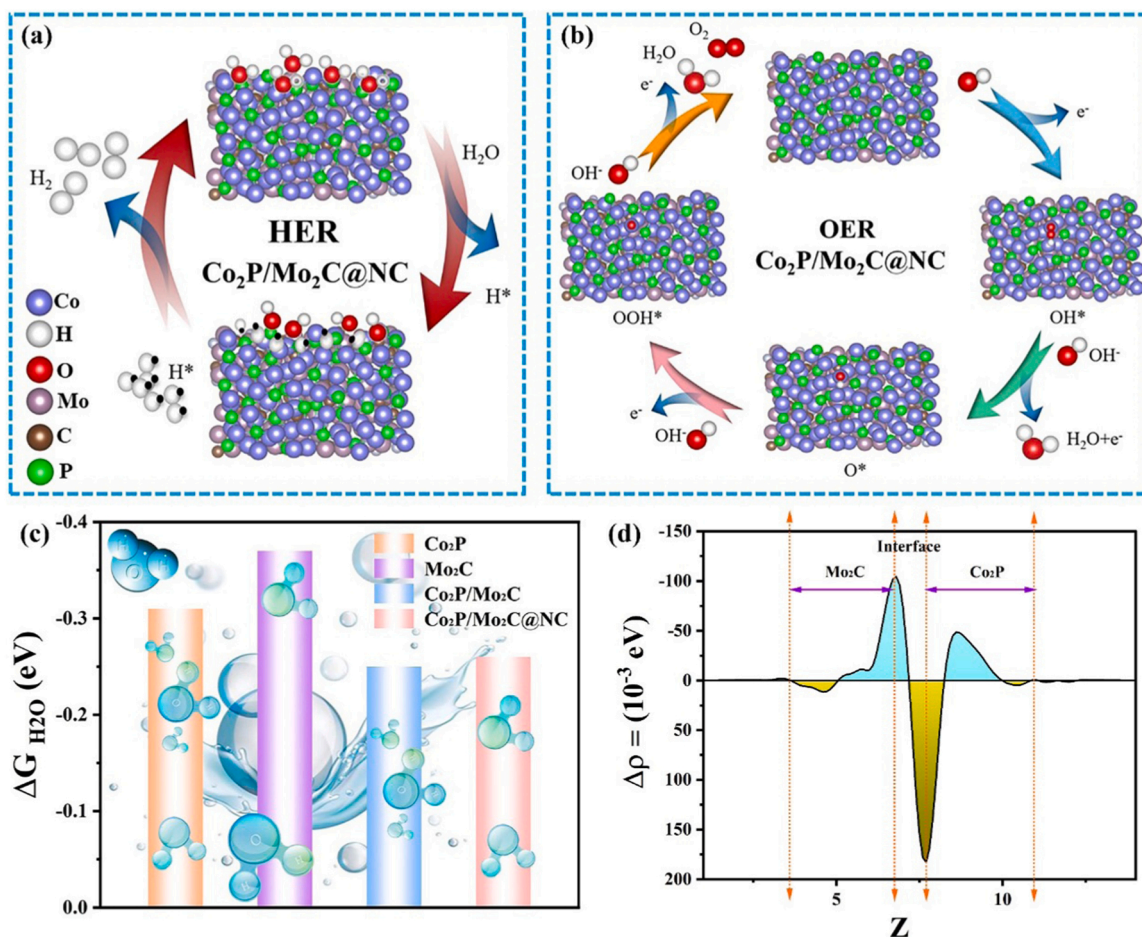 (a)
H₂O
H₂
HER
Co₂P/Mo₂C@NC
H*
H*
Co
H
O
Mo
C
P
(b)
O₂
H₂O
e⁻
e⁻
OH⁻
OER
Co₂P/Mo₂C@NC
OOH*
OH*
OH⁻
e⁻
OH⁻
H₂O+e⁻
O*
(c)
-0.4
-0.3
-0.2
-0.1
0.0
ΔG H2O (eV)
Co₂P
Mo₂C
Co₂P/Mo₂C
Co₂P/Mo₂C@NC
H
H
O
O
(d)
-150
-100
-50
0
50
100
150
200
Δρ = (10⁻³ eV)
Interface
Mo₂C
Co₂P
5
10
Z